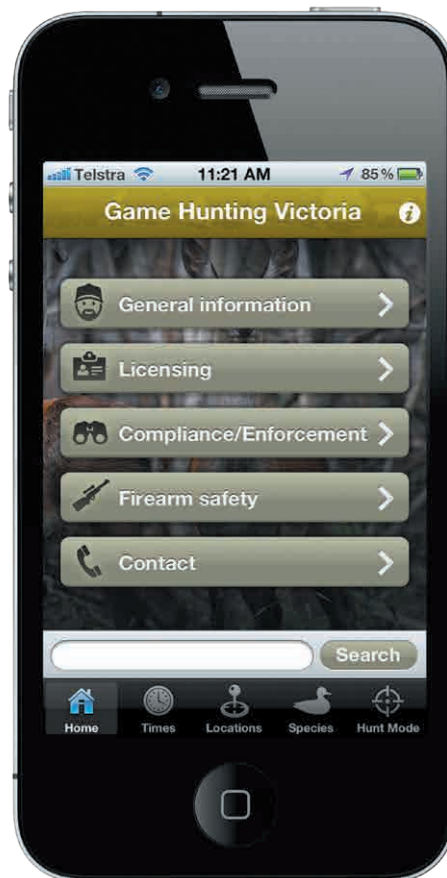 Telstra 11:21 AM 85%
Game Hunting Victoria
General information
Licensing
Compliance/Enforcement
Firearm safety
Contact
Search
Home Times Locations Species Hunt Mode